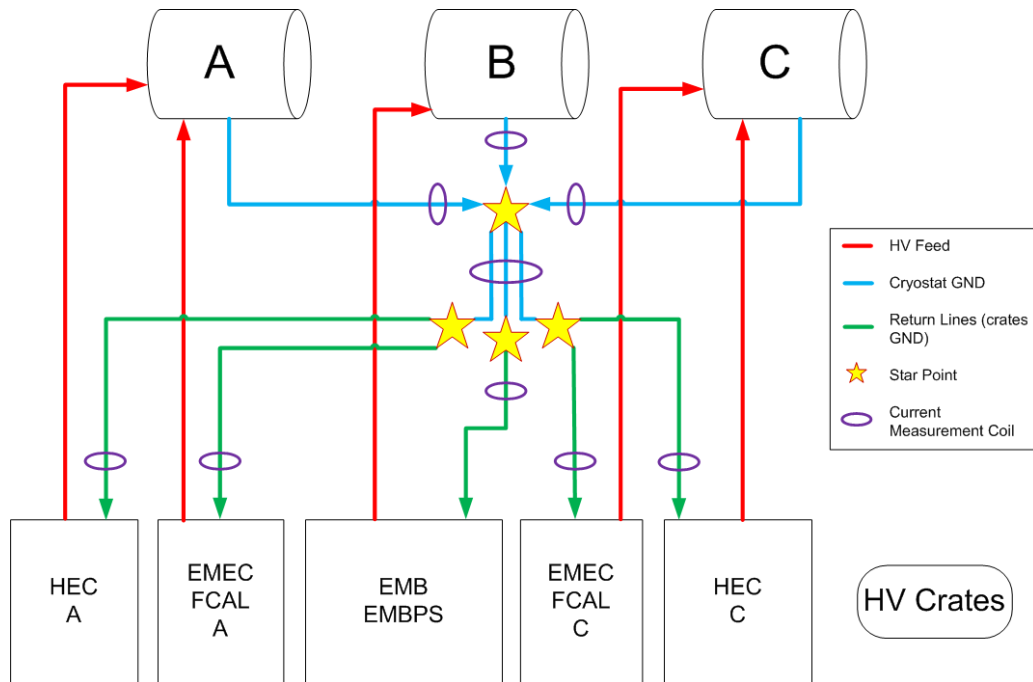 A
B
C
HV Feed
Cryostat GND
Return Lines (crates
GND)
Star Point
Current
Measurement Coil
HEC
A
EMEC
FCAL
A
EMB
EMBPS
EMEC
FCAL
C
HEC
C
HV Crates